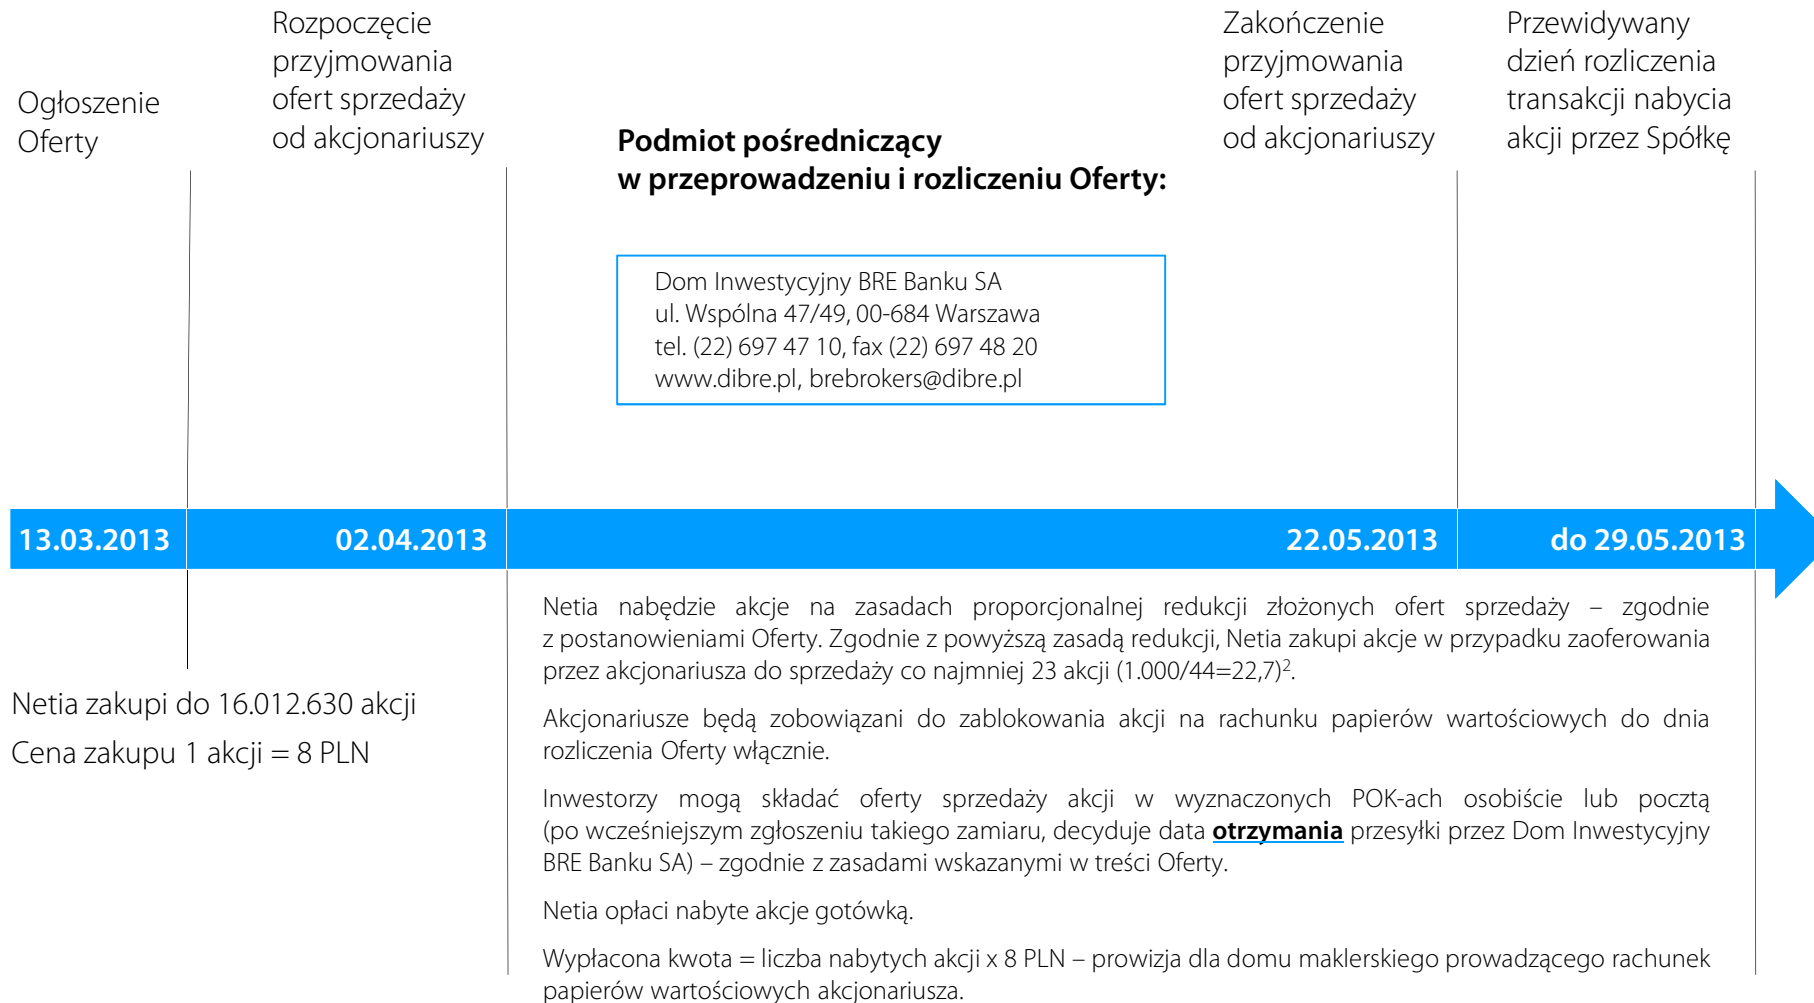 Ogłoszenie
Oferty
Rozpoczęcie
przyjmowania
ofert sprzedaży
od akcjonariuszy
Podmiot pośredniczący
w przeprowadzeniu i rozliczeniu Oferty:
Dom Inwestycyjny BRE Banku SA
ul. Wspólna 47/49, 00-684 Warszawa
tel. (22) 697 47 10, fax (22) 697 48 20
www.dibre.pl, brebrokers@dibre.pl
Zakończenie
przyjmowania
ofert sprzedaży
od akcjonariuszy
Przewidywany
dzień rozliczenia
transakcji nabycia
akcji przez Spółkę
13.03.2013
02.04.2013
22.05.2013
do 29.05.2013
Netia zakupi do 16.012.630 akcji
Cena zakupu 1 akcji = 8 PLN
Netia nabędzie akcje na zasadach proporcjonalnej redukcji złożonych ofert sprzedaży – zgodnie
z postanowieniami Oferty. Zgodnie z powyższą zasadą redukcji, Netia zakupi akcje w przypadku zaoferowania
przez akcjonariusza do sprzedaży co najmniej 23 akcji (1.000/44=22,7)².
Akcjonariusze będą zobowiązani do zablokowania akcji na rachunku papierów wartościowych do dnia
rozliczenia Oferty włącznie.
Inwestorzy mogą składać oferty sprzedaży akcji w wyznaczonych POK-ach osobiście lub pocztą
(po wcześniejszym zgłoszeniu takiego zamiaru, decyduje data otrzymania przesyłki przez Dom Inwestycyjny
BRE Banku SA) – zgodnie z zasadami wskazanymi w treści Oferty.
Netia opłaci nabyte akcje gotówką.
Wypłacona kwota = liczba nabytych akcji x 8 PLN – prowizja dla domu maklerskiego prowadzącego rachunek
papierów wartościowych akcjonariusza.